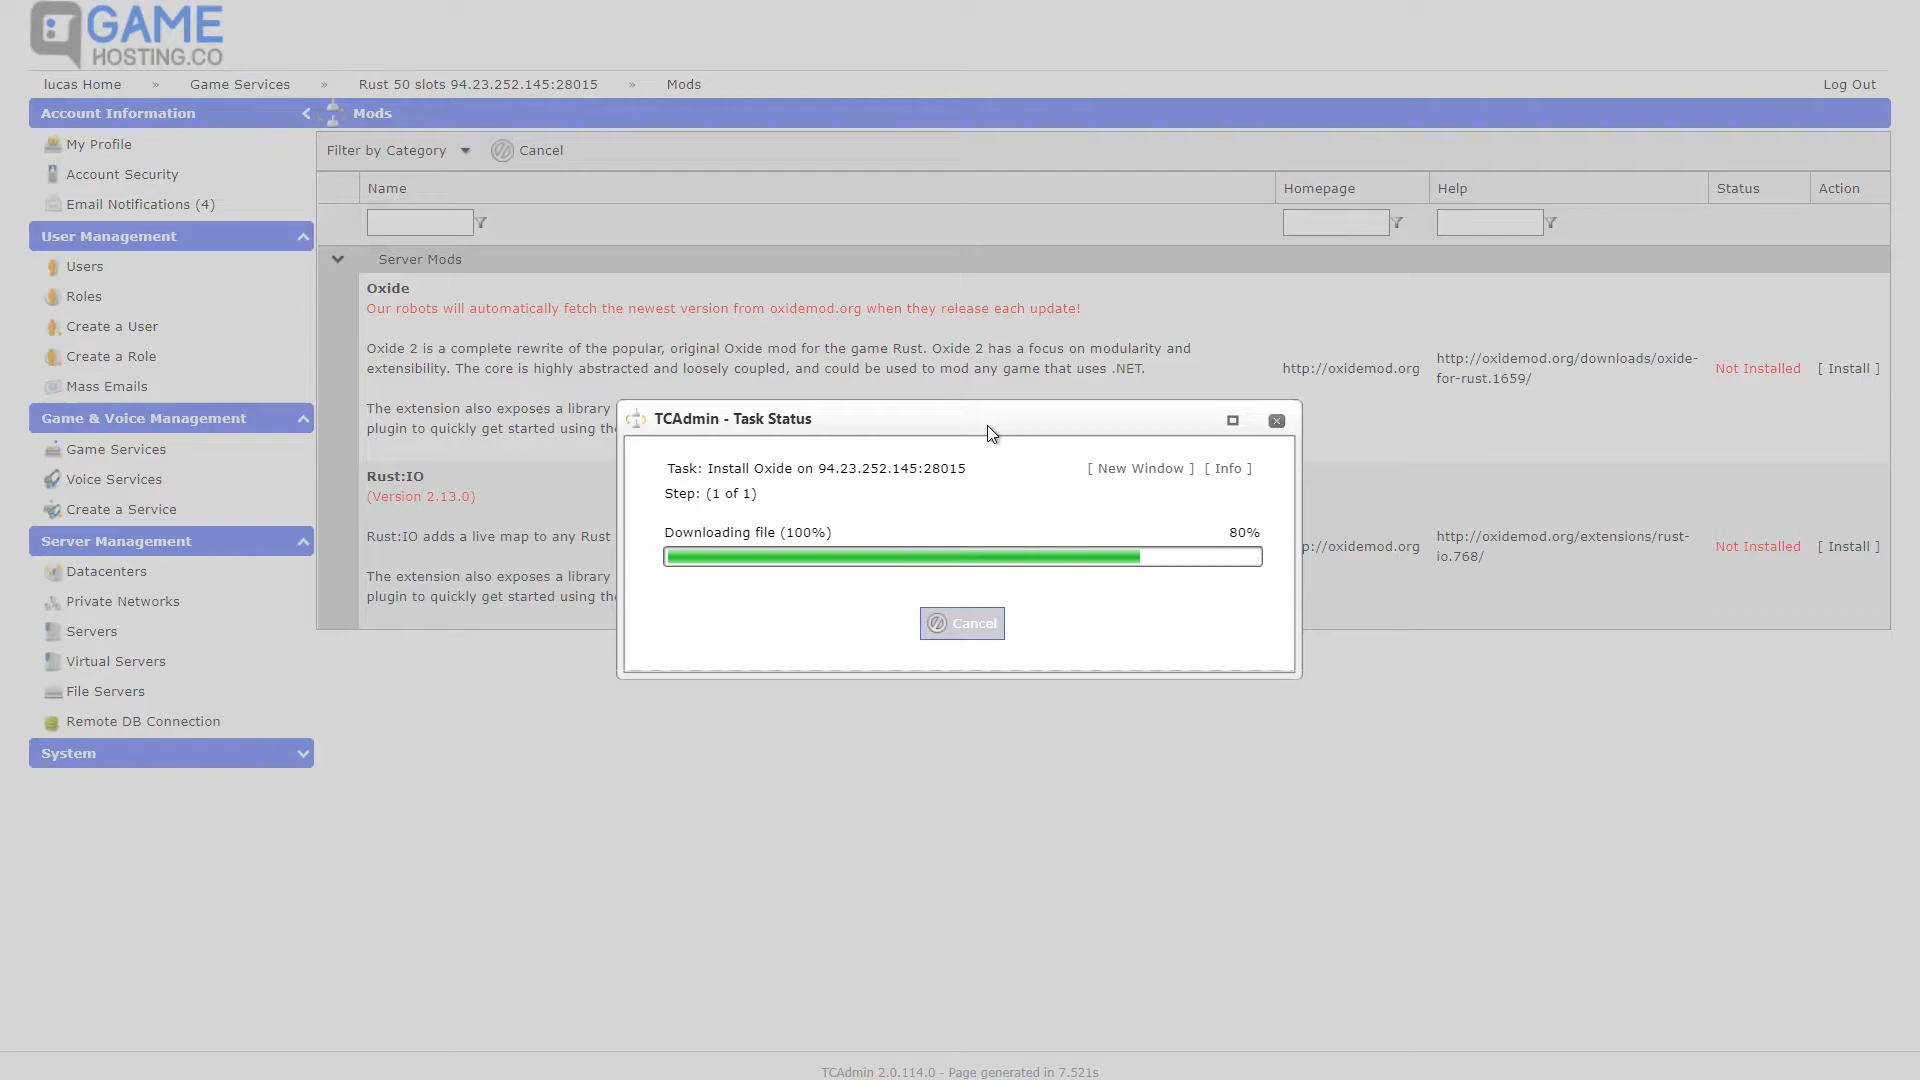 GAME
HOSTING.CO
lucas Home » Game Services » Rust 50 slots 94.23.252.145:28015 » Mods
Log Out
Account Information
My Profile
Account Security
Email Notifications (4)
User Management
Users
Roles
Create a User
Create a Role
Mass Emails
Game & Voice Management
Game Services
Voice Services
Create a Service
Server Management
Datacenters
Private Networks
Servers
Virtual Servers
File Servers
Remote DB Connection
System
Mods
Filter by Category
Cancel
Name Homepage Help Status Action
Server Mods
Oxide
Our robots will automatically fetch the newest version from oxidemod.org when they release each update!
Oxide 2 is a complete rewrite of the popular, original Oxide mod for the game Rust. Oxide 2 has a focus on modularity and
extensibility. The core is highly abstracted and loosely coupled, and could be used to mod any game that uses .NET.
The extension also exposes a library
plugin to quickly get started using the
http://oxidemod.org
http://oxidemod.org/downloads/oxide-
for-rust.1659/
Not Installed
[ Install ]
Rust:IO
(Version 2.13.0)
Rust:IO adds a live map to any Rust
The extension also exposes a library
plugin to quickly get started using the
p://oxidemod.org
http://oxidemod.org/extensions/rust-
io.768/
Not Installed
[ Install ]
TCAdmin - Task Status
Task: Install Oxide on 94.23.252.145:28015
[ New Window ] [ Info ]
Step: (1 of 1)
Downloading file (100%)
80%
Cancel
TCAdmin 2.0.114.0 - Page generated in 7.521s